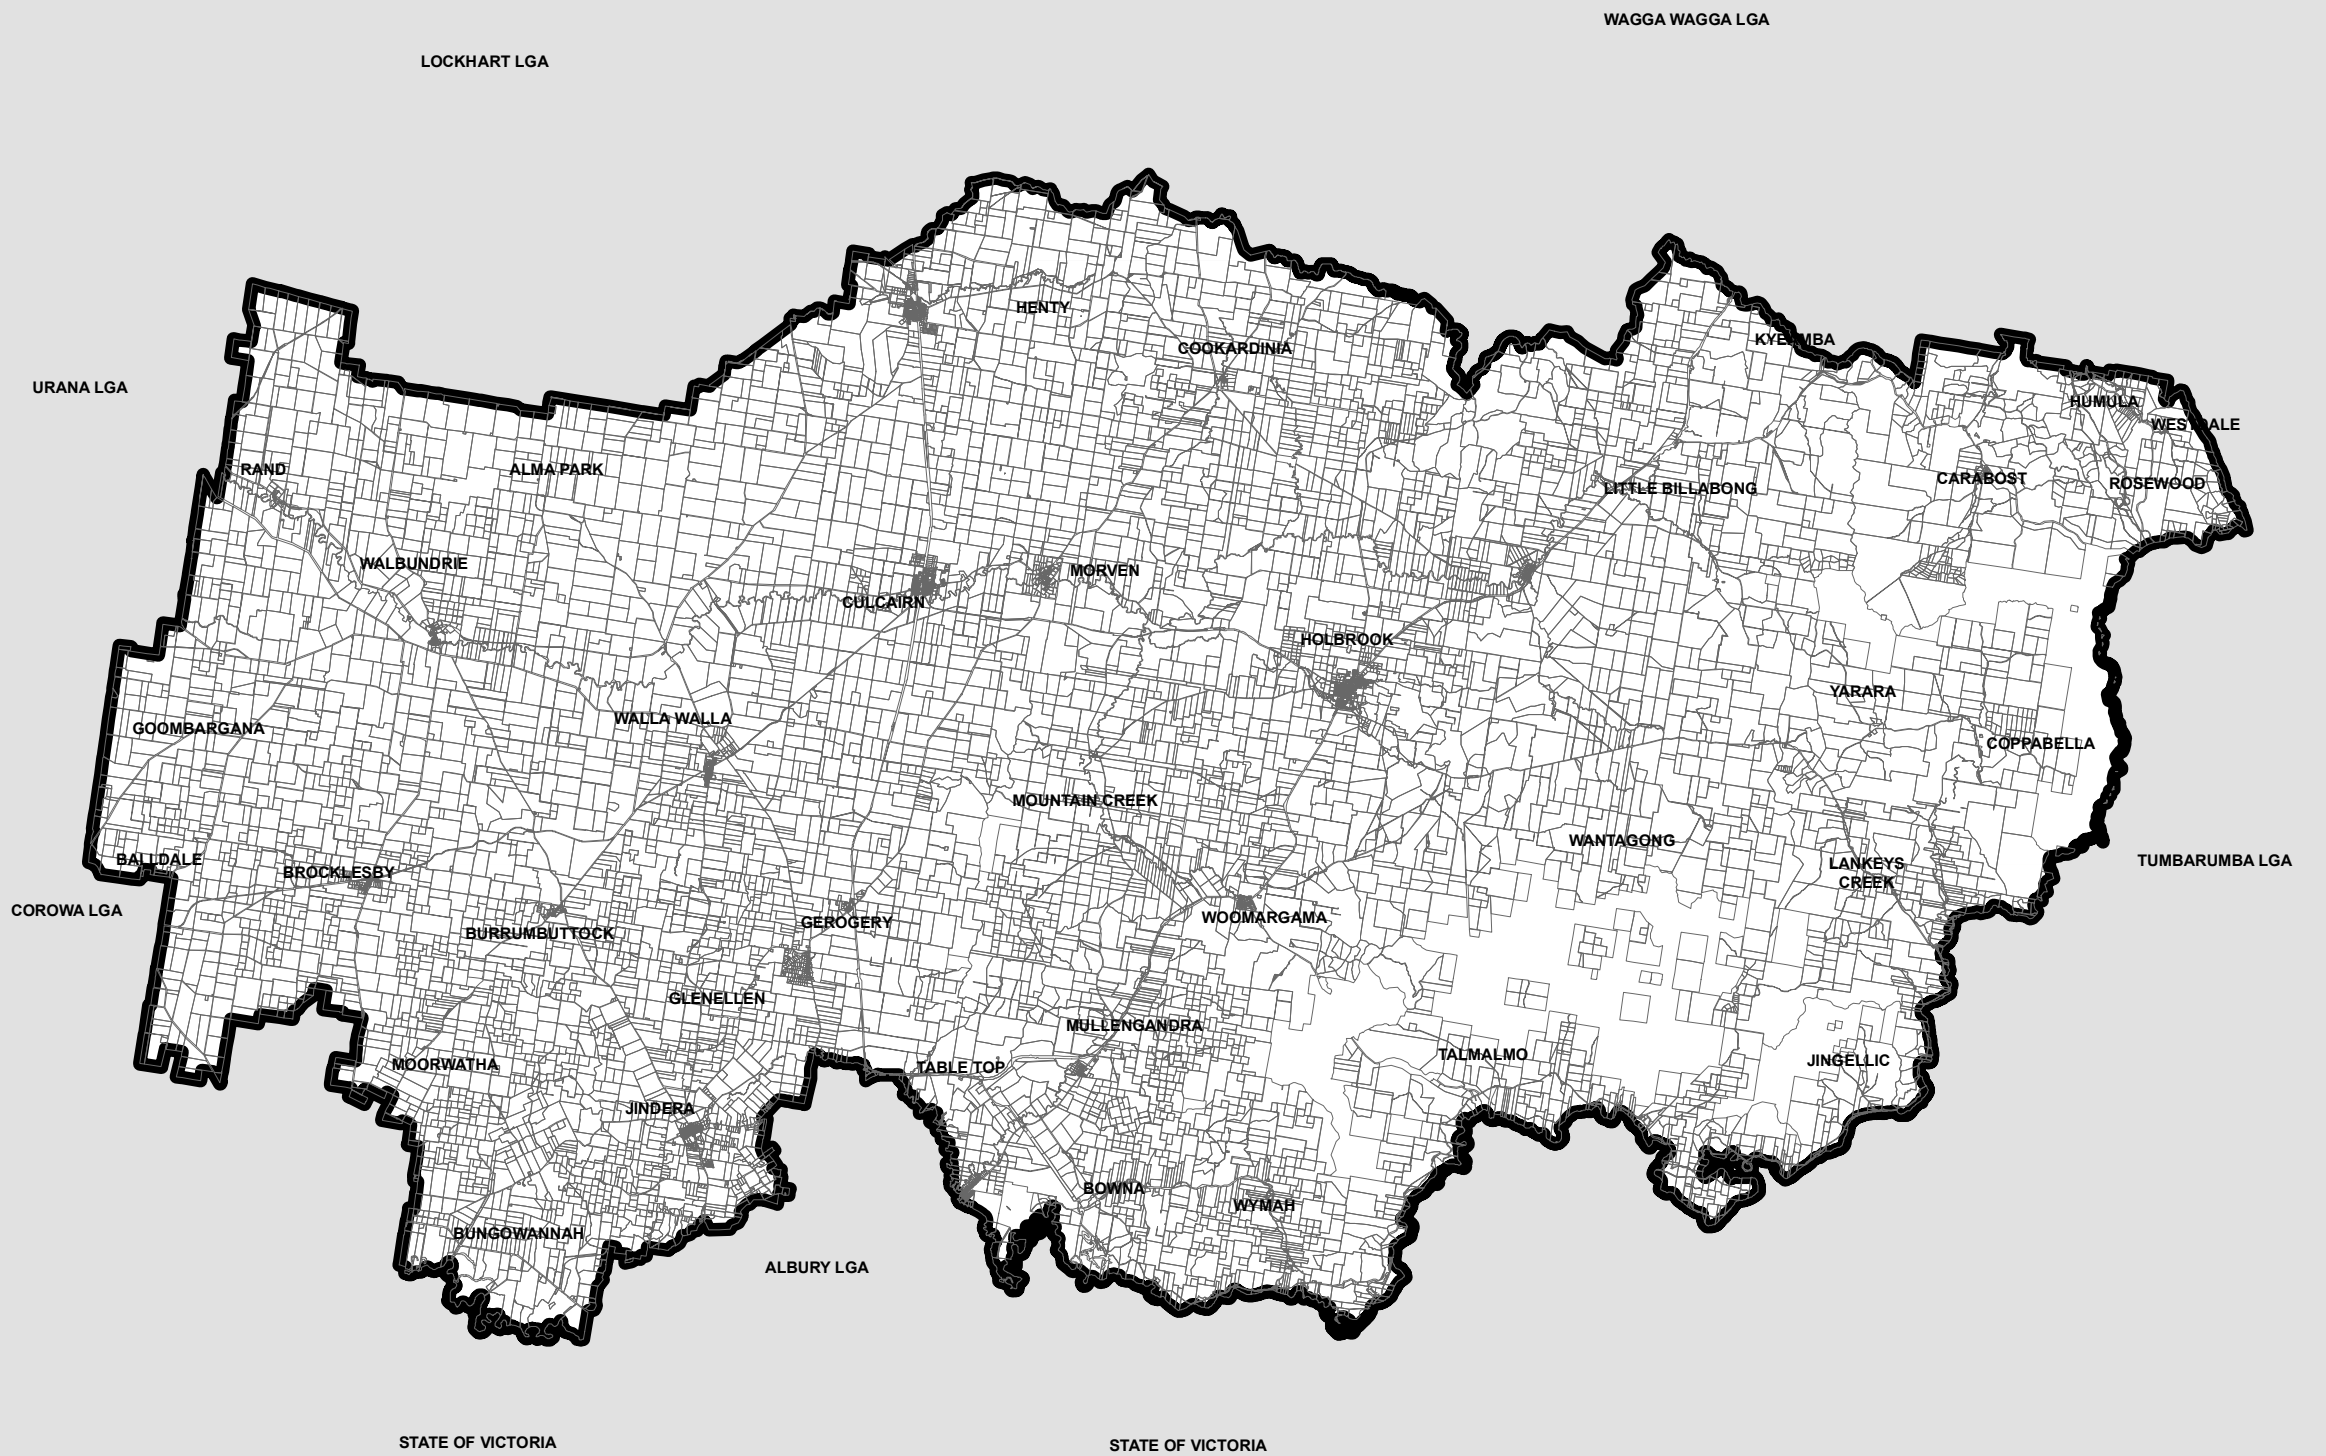 WAGGA WAGGA LGA
LOCKHART LGA
HENTY
KYEAMBA
COOKARDINIA
URANA LGA
HUMULA
WESTDALE
RAND
ALMA PARK
CARABOST
ROSEWOOD
LITTLE BILLABONG
WALBUNDRIE
MORVEN
CULCAIRN
HOLBROOK
YARARA
WALLA WALLA
GOOMBARGANA
COPPABELLA
MOUNTAIN CREEK
WANTAGONG
BALLDALE
TUMBARUMBA LGA
LANKEYS
CREEK
BROCKLESBY
COROWA LGA
WOOMARGAMA
GEROGERY
BURRUMBUTTOCK
GLENELLEN
MULLENGANDRA
TALMALMO
JINGELLIC
MOORWATHA
TABLE TOP
JINDERA
BOWNA
WYMAH
BUNGOWANNAH
ALBURY LGA
STATE OF VICTORIA
STATE OF VICTORIA